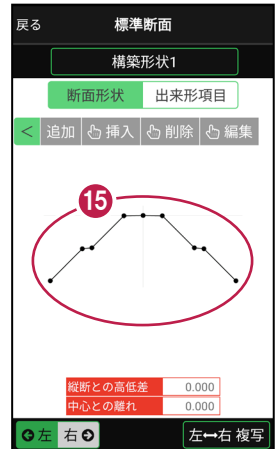 戻る 標準断面
構築形状1
断面形状 出来形項目
< 追加 挿入 削除 編集
15
縦断との高低差 0.000
中心との離れ 0.000
左 右 左↔右 複写